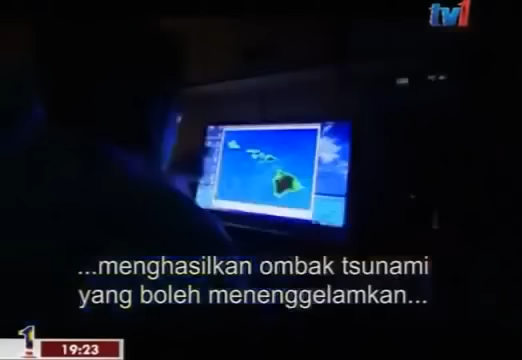 tv1
...menghasilkan ombak tsunami
yang boleh menenggelamkan...
1
19:23